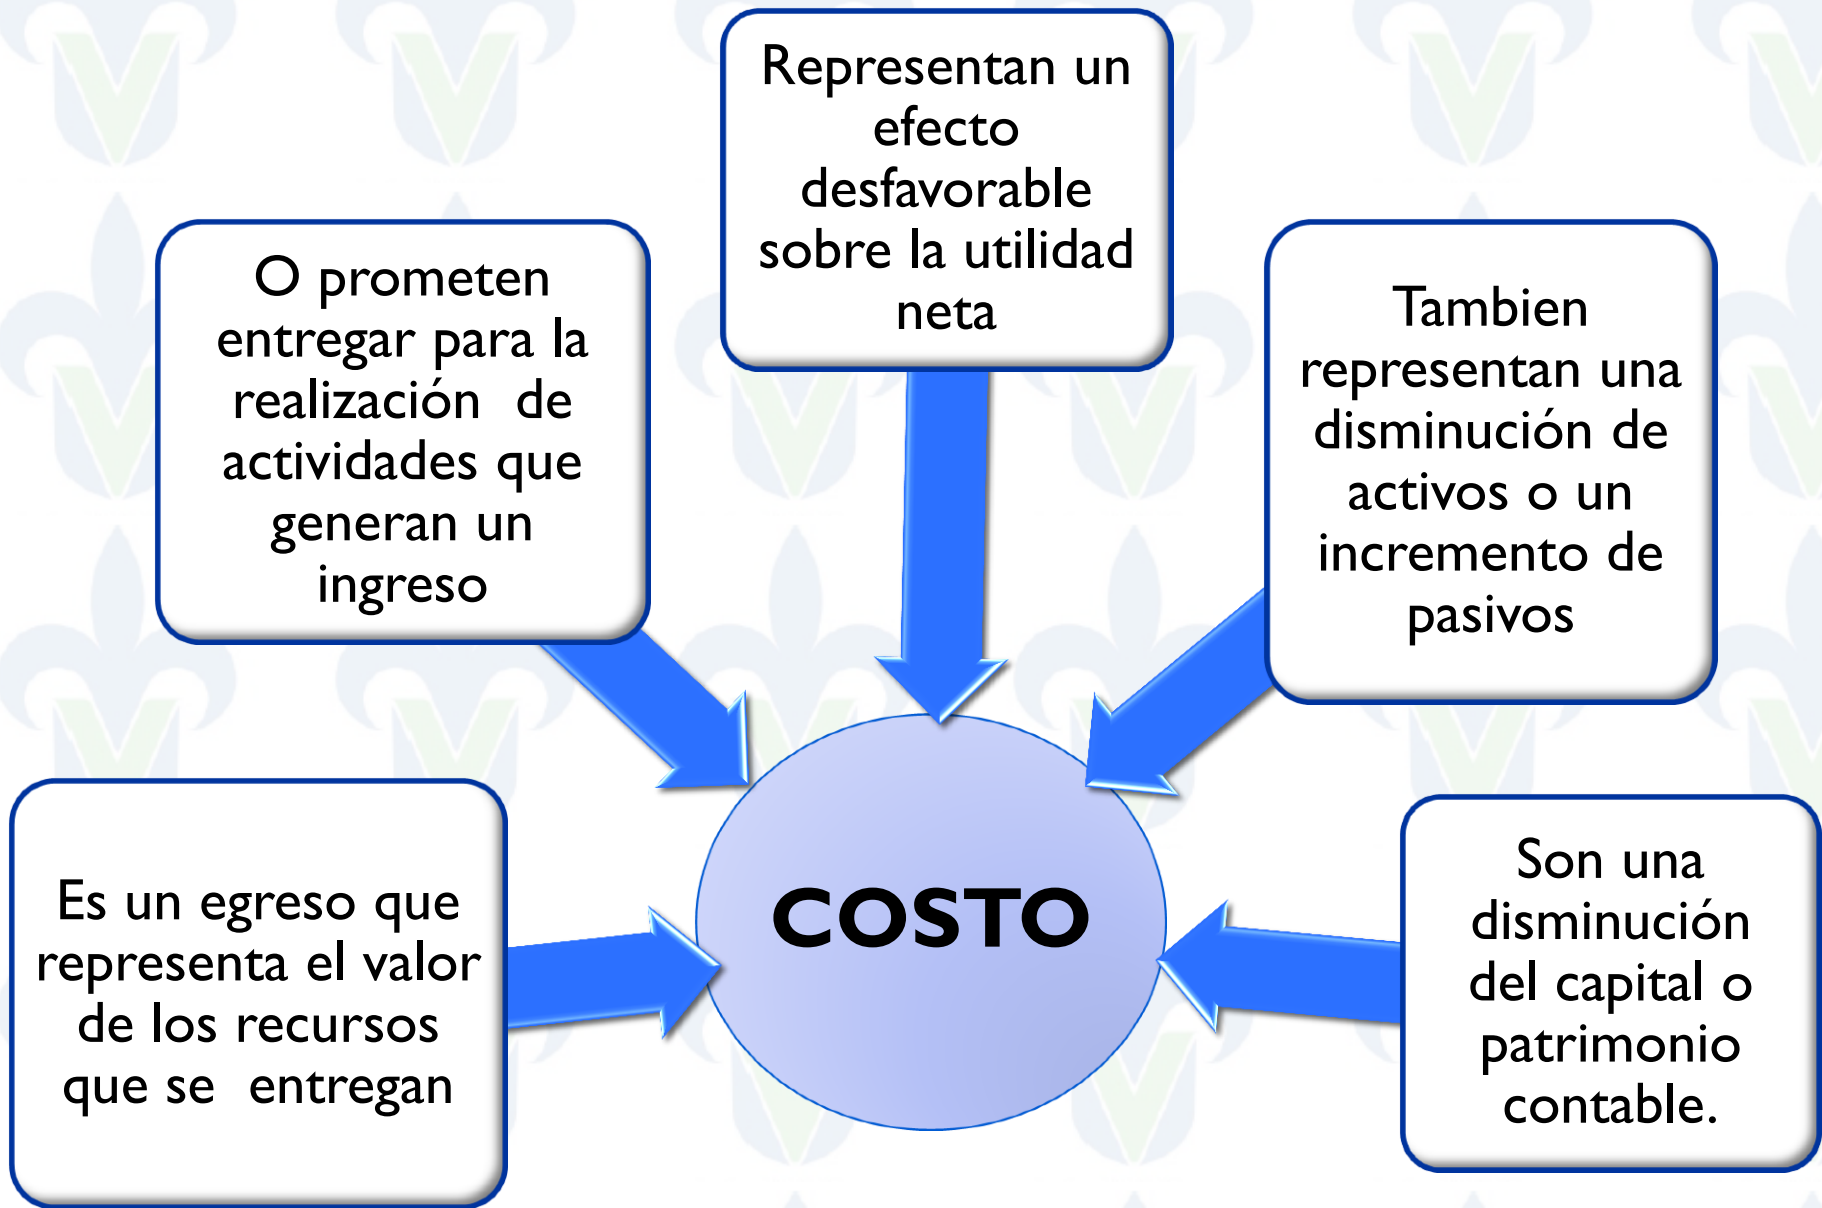 Es un egreso que
representa el valor
de los recursos
que se entregan
O prometen
entregar para la
realización de
actividades que
generan un
ingreso
Representan un
efecto
desfavorable
sobre la utilidad
neta
Tambien
representan una
disminución de
activos o un
incremento de
pasivos
Son una
disminución
del capital o
patrimonio
contable.
COSTO